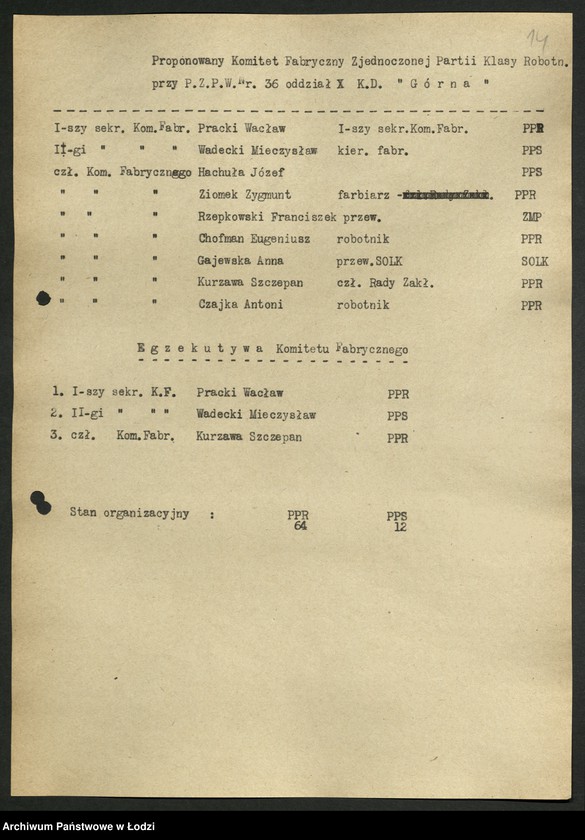 14
Proponowany Komitet Fabryczny Zjednoczonej Partii Klasy Robotn.
przy P.Z.P.W.Nr. 36 oddział X K.D. " G ó r n a "
I-szy sekr. Kom.Fabr. Pracki Wacław I-szy sekr.Kom.Fabr. PPR
II-gi " " " Wadecki Mieczysław kier. fabr. PPS
czł. Kom. Fabrycznego Hachuła Józef PPS
" " " Ziomek Zygmunt farbiarz - PPR
" " " Rzepkowski Franciszek przew. ZMP
" " " Chofman Eugeniusz robotnik PPR
" " " Gajewska Anna przew.SOLK SOLK
" " " Kurzawa Szczepan czł. Rady Zakł. PPR
" " " Czajka Antoni robotnik PPR
E g z e k u t y w a Komitetu Fabrycznego
1. I-szy sekr. K.F. Pracki Wacław PPR
2. II-gi " " " Wadecki Mieczysław PPS
3. czł. Kom.Fabr. Kurzawa Szczepan PPR
Stan organizacyjny : PPR PPS
64 12
Archiwum Państwowe w Łodzi